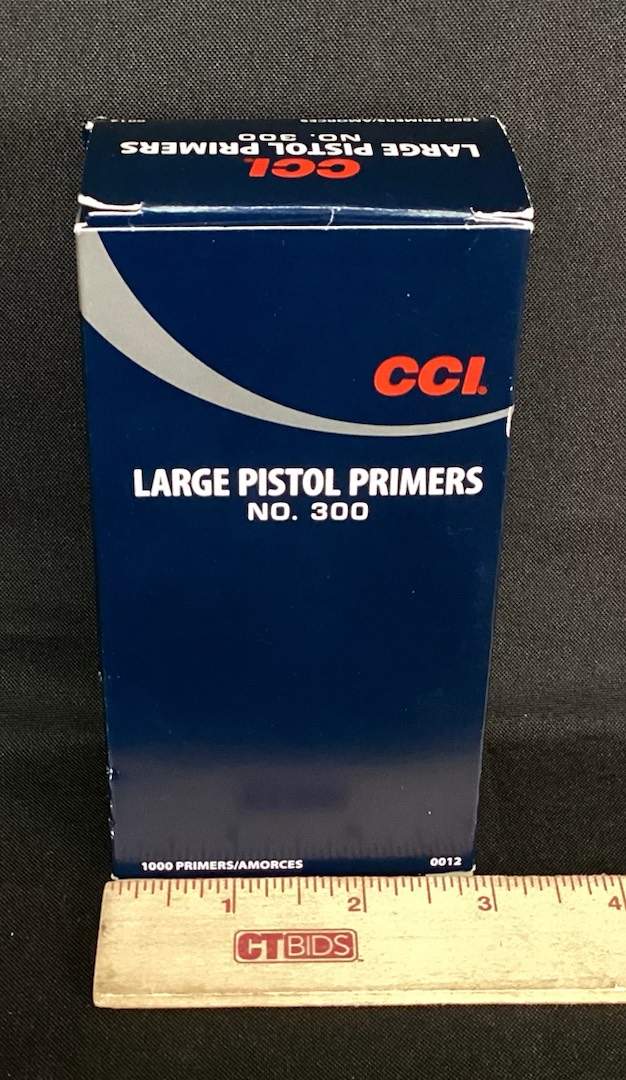 LARGE PISTOL PRIMERS
NO. 300
CCI
CCI
LARGE PISTOL PRIMERS
NO. 300
1000 PRIMERS/AMORCES
0012
1 2 3 4
CTBIDS